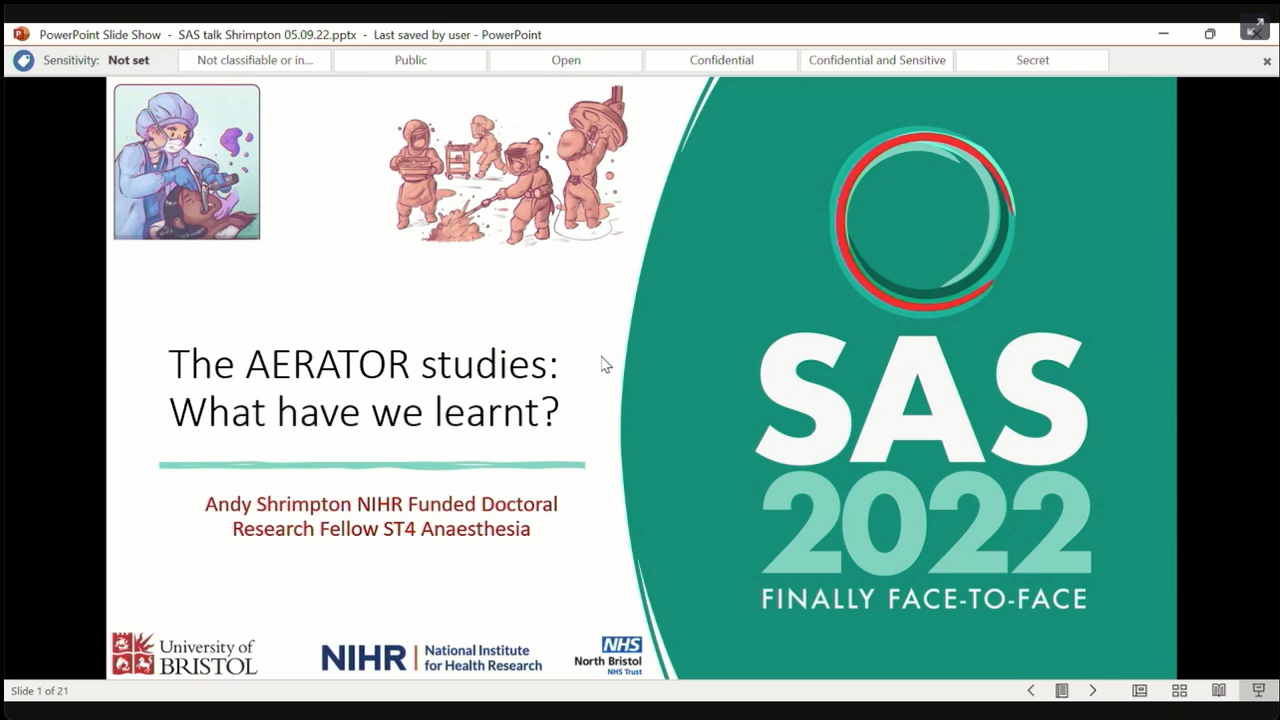 PowerPoint Slide Show - SAS talk Shrimpton 05.09.22.pptx - Last saved by user - PowerPoint
Sensitivity: Not set
Not classifiable or in...
Public
Open
Confidential
Confidential and Sensitive
Secret
The AERATOR studies:
What have we learnt?
Andy Shrimpton NIHR Funded Doctoral
Research Fellow ST4 Anaesthesia
SAS
2022
FINALLY FACE-TO-FACE
University of
BRISTOL
NIHR
National Institute
for Health Research
NHS
North Bristol
NHS Trust
Slide 1 of 21